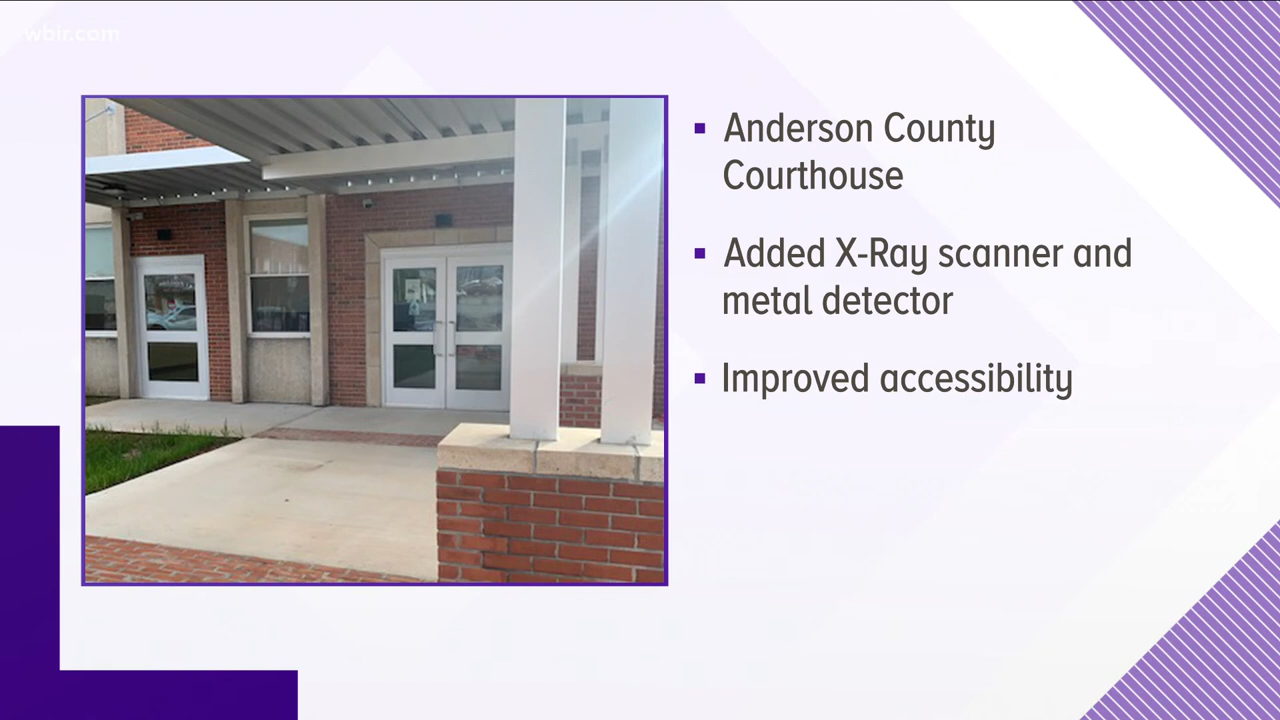 wbir.com
▪ Anderson County
Courthouse
▪ Added X-Ray scanner and
metal detector
▪ Improved accessibility